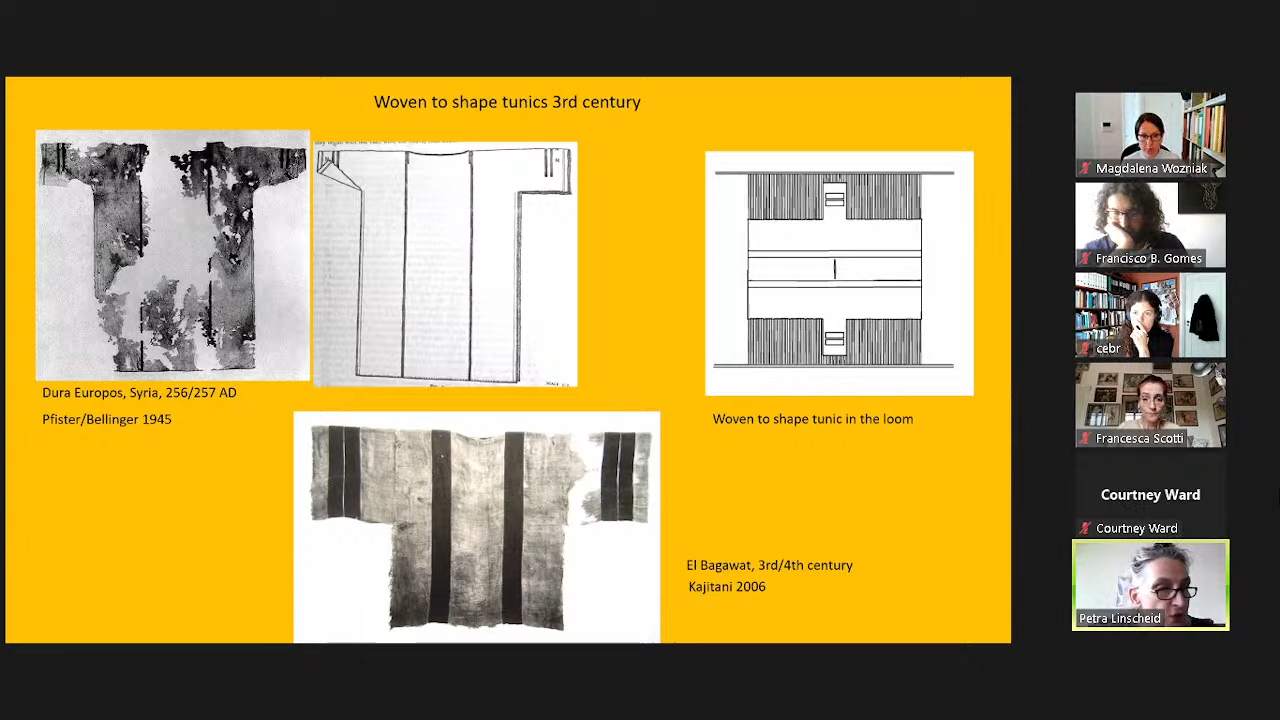 Woven to shape tunics 3rd century
Dura Europos, Syria, 256/257 AD
Pfister/Bellinger 1945
Woven to shape tunic in the loom
El Bagawat, 3rd/4th century
Kajitani 2006
Magdalena Wozniak
Francisco B. Gomes
cebr
Francesca Scotti
Courtney Ward
Courtney Ward
Petra Linscheid